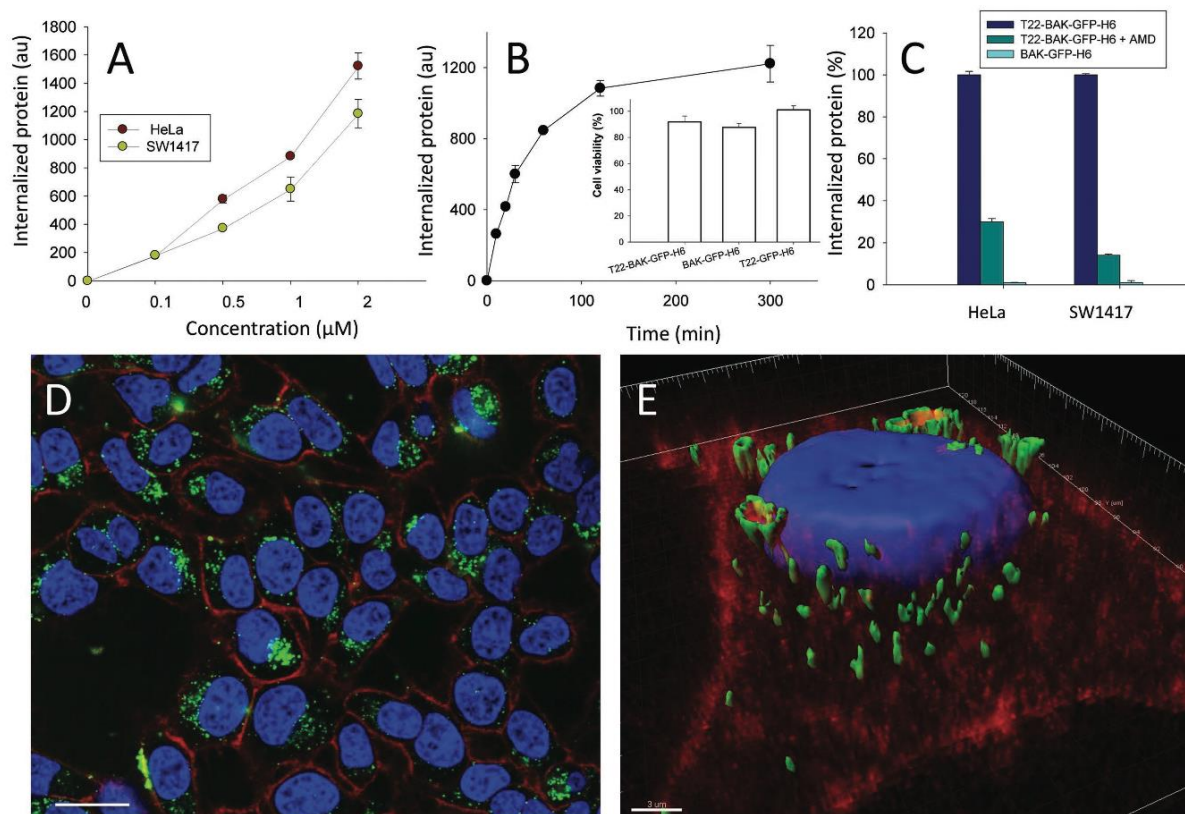 A
Internalized protein (au)
1800
1600
1400
1200
1000
800
600
400
200
0
HeLa
SW1417
0
0.1
0.5
1
2
Concentration (µM)
B
Internalized protein (au)
1200
800
400
0
0
100
200
300
Time (min)
Cell viability (%)
100
80
60
40
20
0
T22-BAK-GFP-H6
BAK-GFP-H6
T22-GFP-H6
C
T22-BAK-GFP-H6
T22-BAK-GFP-H6 + AMD
BAK-GFP-H6
Internalized protein (%)
120
100
80
60
40
20
0
HeLa
SW1417
D
E
3 µm